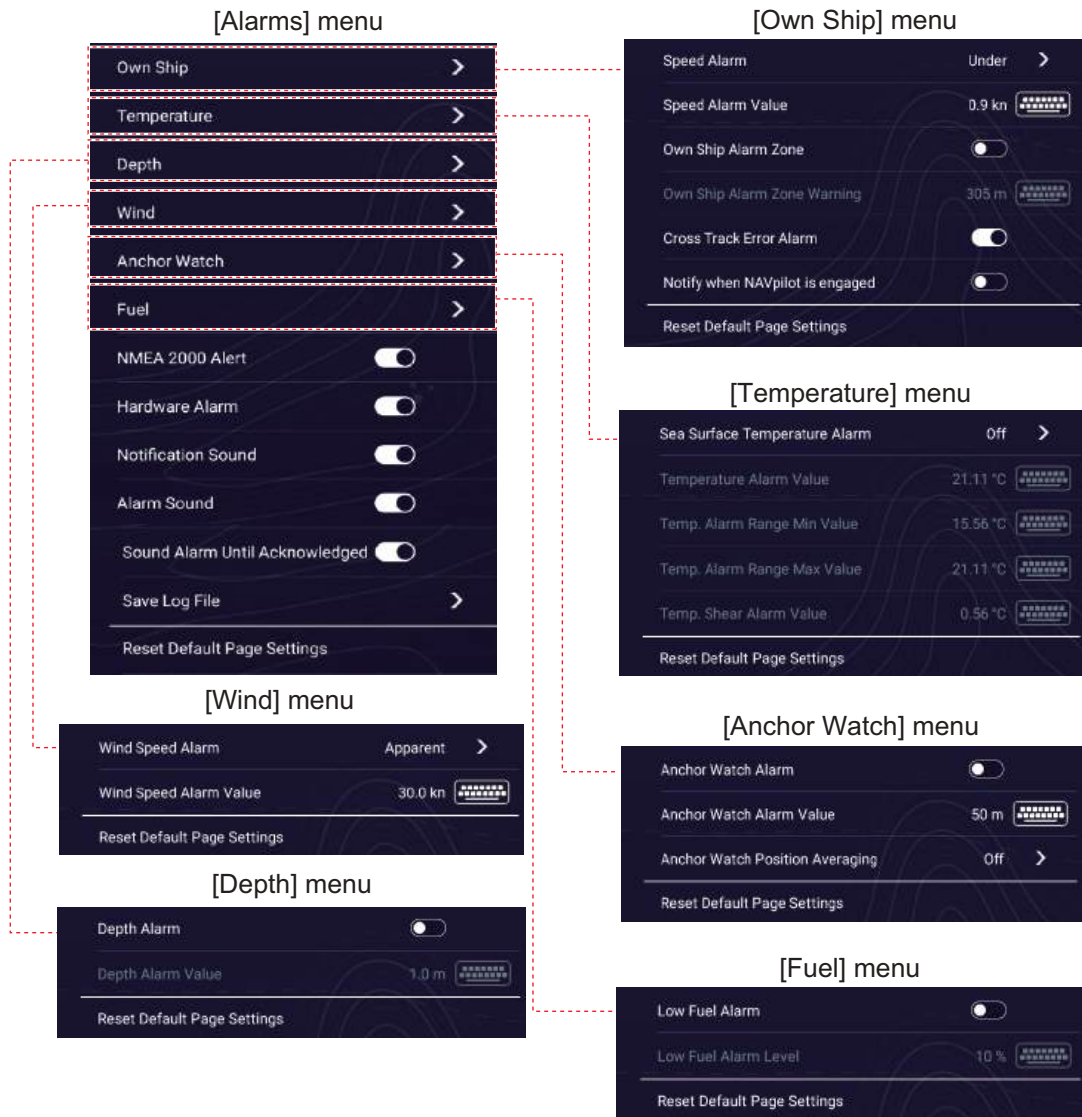 [Alarms] menu
Own Ship
Temperature
Depth
Wind
Anchor Watch
Fuel
NMEA 2000 Alert
Hardware Alarm
Notification Sound
Alarm Sound
Sound Alarm Until Acknowledged
Save Log File
Reset Default Page Settings
[Wind] menu
Wind Speed Alarm Apparent
Wind Speed Alarm Value 30.0 kn
Reset Default Page Settings
[Depth] menu
Depth Alarm
Depth Alarm Value 1.0 m
Reset Default Page Settings
[Own Ship] menu
Speed Alarm Under
Speed Alarm Value 0.9 kn
Own Ship Alarm Zone
Own Ship Alarm Zone Warning 305 m
Cross Track Error Alarm
Notify when NAVpilot is engaged
Reset Default Page Settings
[Temperature] menu
Sea Surface Temperature Alarm Off
Temperature Alarm Value 21.11 °C
Temp. Alarm Range Min Value 15.56 °C
Temp. Alarm Range Max Value 21.11 °C
Temp. Shear Alarm Value 0.56 °C
Reset Default Page Settings
[Anchor Watch] menu
Anchor Watch Alarm
Anchor Watch Alarm Value 50 m
Anchor Watch Position Averaging Off
Reset Default Page Settings
[Fuel] menu
Low Fuel Alarm
Low Fuel Alarm Level 10 %
Reset Default Page Settings